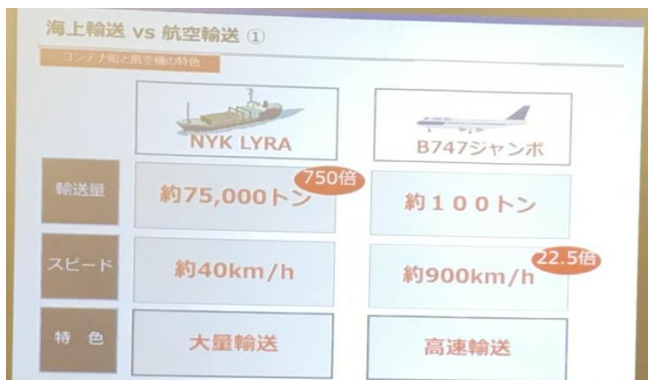 海上輸送 vs 航空輸送 ①
コンテナ船と航空機の特色
NYK LYRA
B747ジャンボ
輸送量
約75,000トン
750倍
約100トン
スピード
約40km/h
約900km/h
22.5倍
特 色
大量輸送
高速輸送